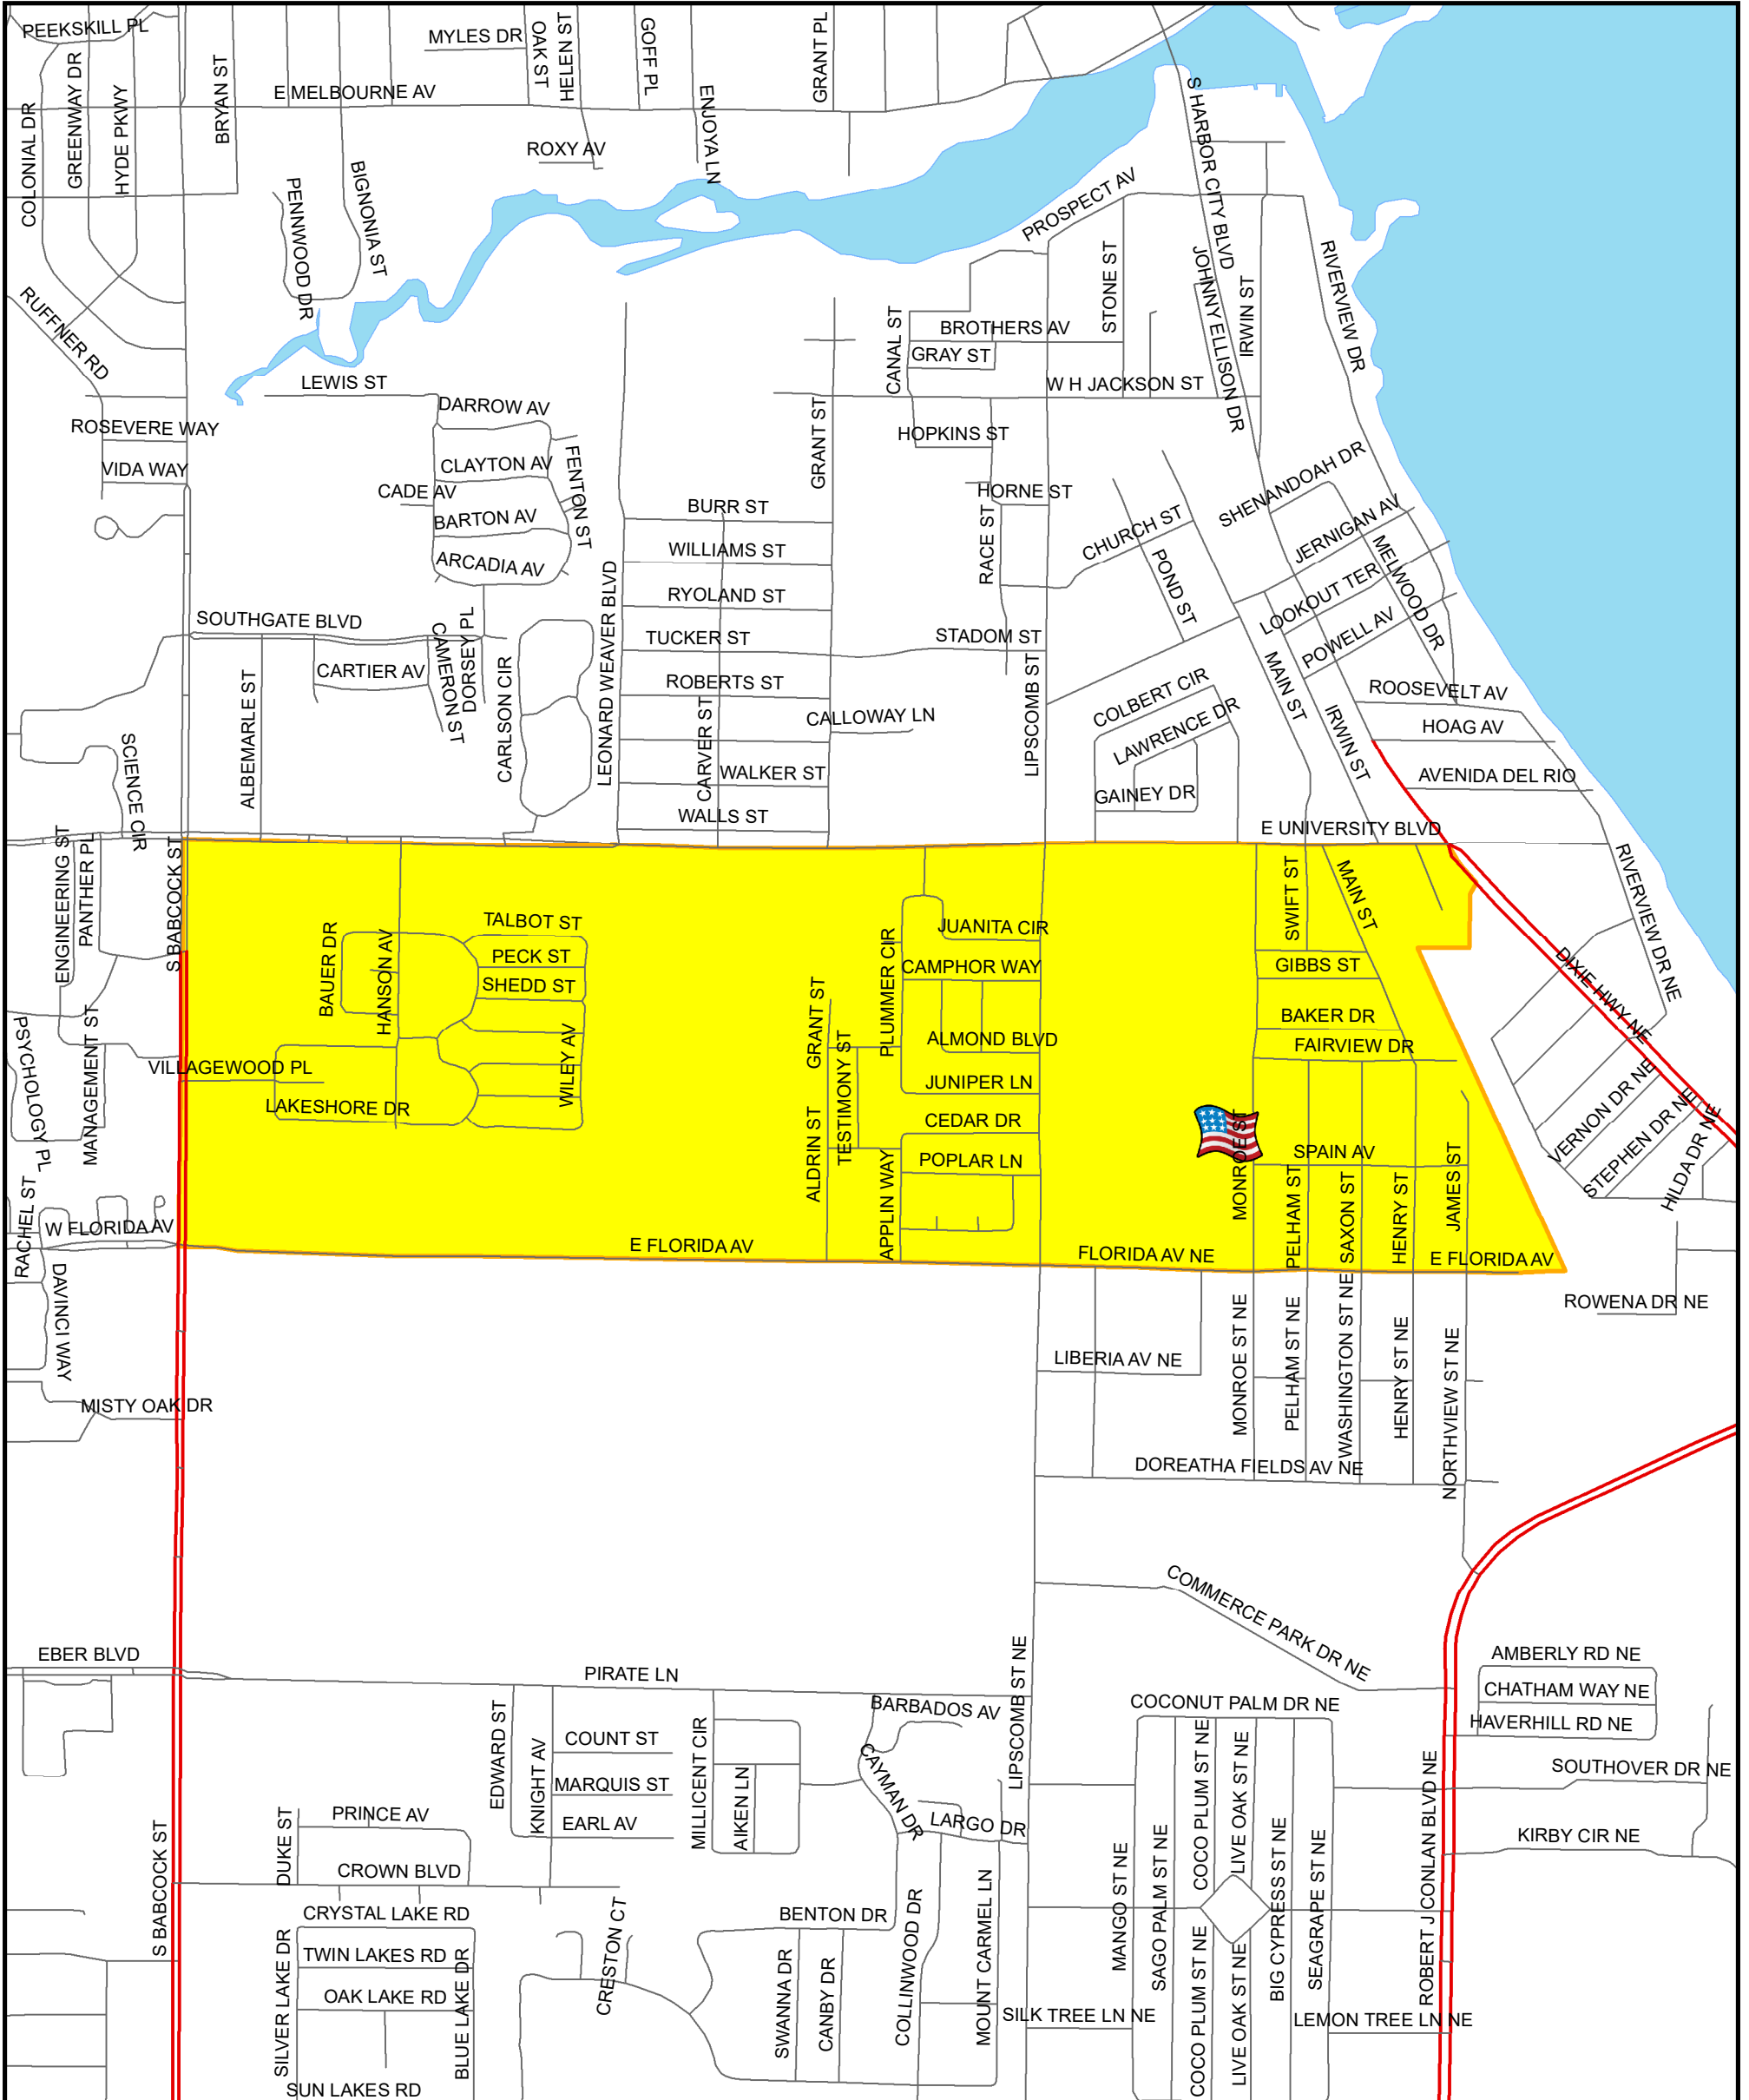 PEEKSKILL PL
MYLES DR
OAK ST
HELEN ST
GOFF PL
GRANT PL
COLONIAL DR
GREENWAY DR
HYDE PKWY
BRYAN ST
E MELBOURNE AV
ENJOYA LN
S HARBOR CITY BLVD
ROXY AV
PENNWOOD DR
BIGNONIA ST
PROSPECT AV
STONE ST
JOHNNY ELLISON DR
IRWIN ST
RIVERVIEW DR
RUFFNER RD
CANAL ST
BROTHERS AV
GRAY ST
LEWIS ST
W H JACKSON ST
DARROW AV
ROSEVERE WAY
GRANT ST
HOPKINS ST
VIDA WAY
CLAYTON AV
FENTON ST
CADE AV
HORNE ST
SHENANDOAH DR
BARTON AV
BURR ST
RACE ST
CHURCH ST
JERNIGAN AV
ARCADIA AV
WILLIAMS ST
POND ST
MELWOOD DR
LEONARD WEAVER BLVD
RYOLAND ST
LOOKOUT TER
SOUTHGATE BLVD
TUCKER ST
STADOM ST
POWELL AV
CARTIER AV
CAMERON ST
DORSEY PL
CARLSON CIR
ALBEMARLE ST
ROBERTS ST
LIPSCOMB ST
COLBERT CIR
MAIN ST
ROOSEVELT AV
CARVER ST
CALLOWAY LN
LAWRENCE DR
IRWIN ST
HOAG AV
SCIENCE CIR
WALKER ST
AVENIDA DEL RIO
GAINEY DR
WALLS ST
E UNIVERSITY BLVD
ENGINEERING ST
PANTHER PL
S BABCOCK ST
SWIFT ST
MAIN ST
RIVERVIEW DR NE
BAUER DR
HANSON AV
TALBOT ST
JUANITA CIR
PECK ST
PLUMMER CIR
CAMPHOR WAY
GIBBS ST
DIXIE HWY NE
SHEDD ST
GRANT ST
BAKER DR
PSYCHOLOGY PL
MANAGEMENT ST
WILEY AV
TESTIMONY ST
ALMOND BLVD
FAIRVIEW DR
VILLAGEWOOD PL
JUNIPER LN
VERNON DR NE
LAKESHORE DR
ALDRIN ST
CEDAR DR
MONROE ST
STEPHEN DR NE
HILDA DR NE
APPLIN WAY
POPLAR LN
SPAIN AV
RACHEL ST
PELHAM ST
SAXON ST
HENRY ST
JAMES ST
W FLORIDA AV
E FLORIDA AV
FLORIDA AV NE
E FLORIDA AV
DAVINCI WAY
ROWENA DR NE
MONROE ST NE
PELHAM ST NE
WASHINGTON ST NE
HENRY ST NE
NORTHVIEW ST NE
LIBERIA AV NE
MISTY OAK DR
DOREATHA FIELDS AV NE
COMMERCE PARK DR NE
EBER BLVD
PIRATE LN
LIPSCOMB ST NE
AMBERLY RD NE
EDWARD ST
BARBADOS AV
COCONUT PALM DR NE
CHATHAM WAY NE
HAVERHILL RD NE
KNIGHT AV
COUNT ST
MILLICENT CIR
CAYMAN DR
COCO PLUM ST NE
LIVE OAK ST NE
SOUTHOVER DR NE
MARQUIS ST
AIKEN LN
DUKE ST
PRINCE AV
EARL AV
LARGO DR
BIG CYPRESS ST NE
SEAGRAPE ST NE
ROBERT J CONLAN BLVD NE
KIRBY CIR NE
S BABCOCK ST
CROWN BLVD
MANGO ST NE
SAGO PALM ST NE
CRYSTAL LAKE RD
CRESTON CT
BENTON DR
COLLINWOOD DR
MOUNT CARMEL LN
SILVER LAKE DR
TWIN LAKES RD
BLUE LAKE DR
SWANNA DR
CANBY DR
COCO PLUM ST NE
LIVE OAK ST NE
OAK LAKE RD
SILK TREE LN NE
LEMON TREE LN NE
SUN LAKES RD